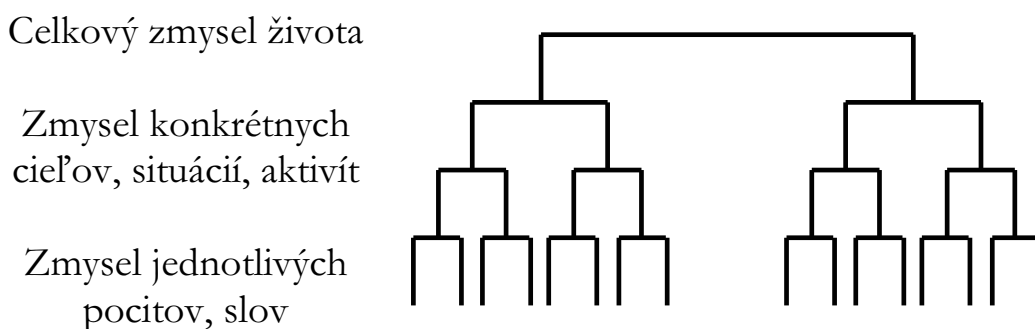 Celkový zmysel života
Zmysel konkrétnych
cieľov, situácií, aktivít
Zmysel jednotlivých
pocitov, slov